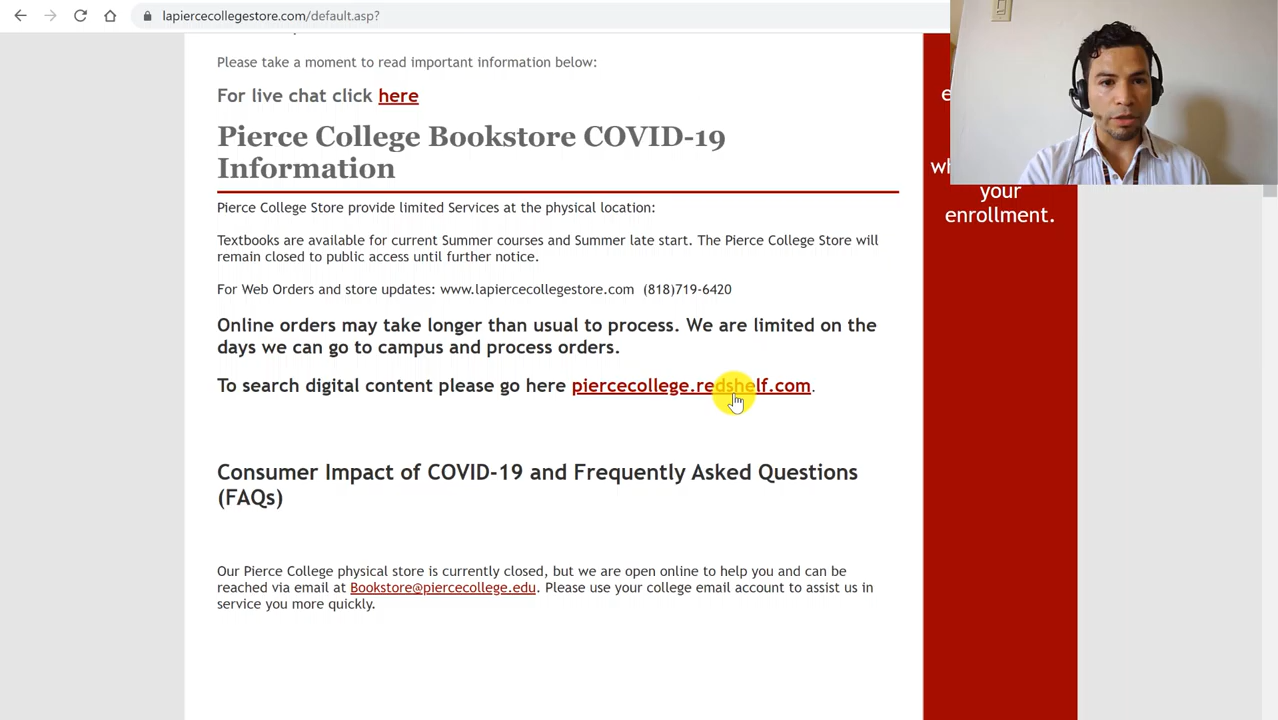 lapiercecollegestore.com/default.asp?
Please take a moment to read important information below:
For live chat click here
Pierce College Bookstore COVID-19
Information
Pierce College Store provide limited Services at the physical location:
Textbooks are available for current Summer courses and Summer late start. The Pierce College Store will
remain closed to public access until further notice.
For Web Orders and store updates: www.lapiercecollegestore.com (818)719-6420
Online orders may take longer than usual to process. We are limited on the
days we can go to campus and process orders.
To search digital content please go here piercecollege.redshelf.com.
Consumer Impact of COVID-19 and Frequently Asked Questions
(FAQs)
Our Pierce College physical store is currently closed, but we are open online to help you and can be
reached via email at Bookstore@piercecollege.edu. Please use your college email account to assist us in
service you more quickly.
your
enrollment.